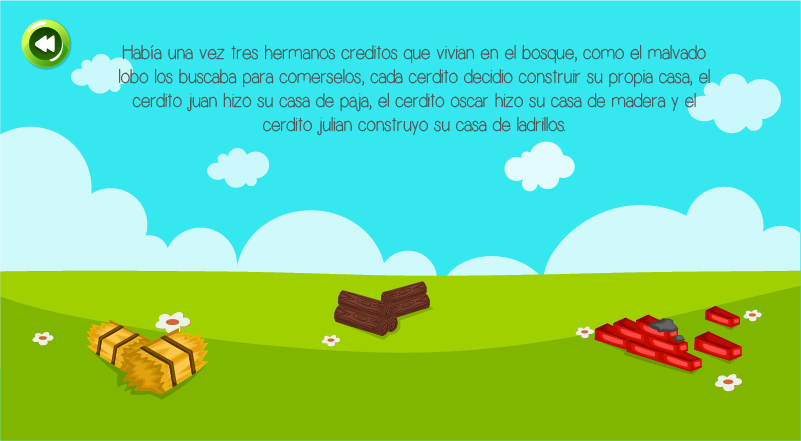 Había una vez tres hermanos creditos que vivian en el bosque, como el malvado
lobo los buscaba para comerselos, cada cerdito decidio construir su propia casa, el
cerdito juan hizo su casa de paja, el cerdito oscar hizo su casa de madera y el
cerdito julian construyo su casa de ladrillos.